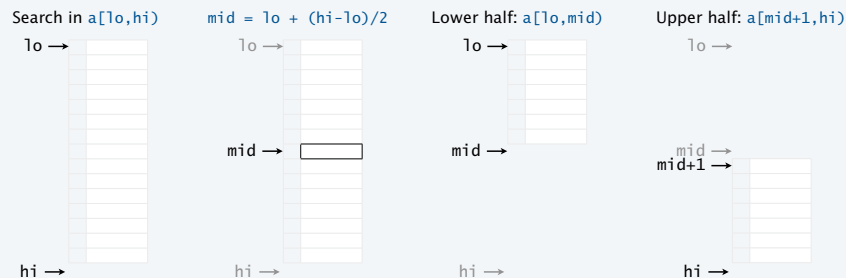 Search in a[lo,hi)
lo
hi
mid = lo + (hi-lo)/2
lo
mid
hi
Lower half: a[lo,mid)
lo
mid
hi
Upper half: a[mid+1,hi)
lo
mid
mid+1
hi